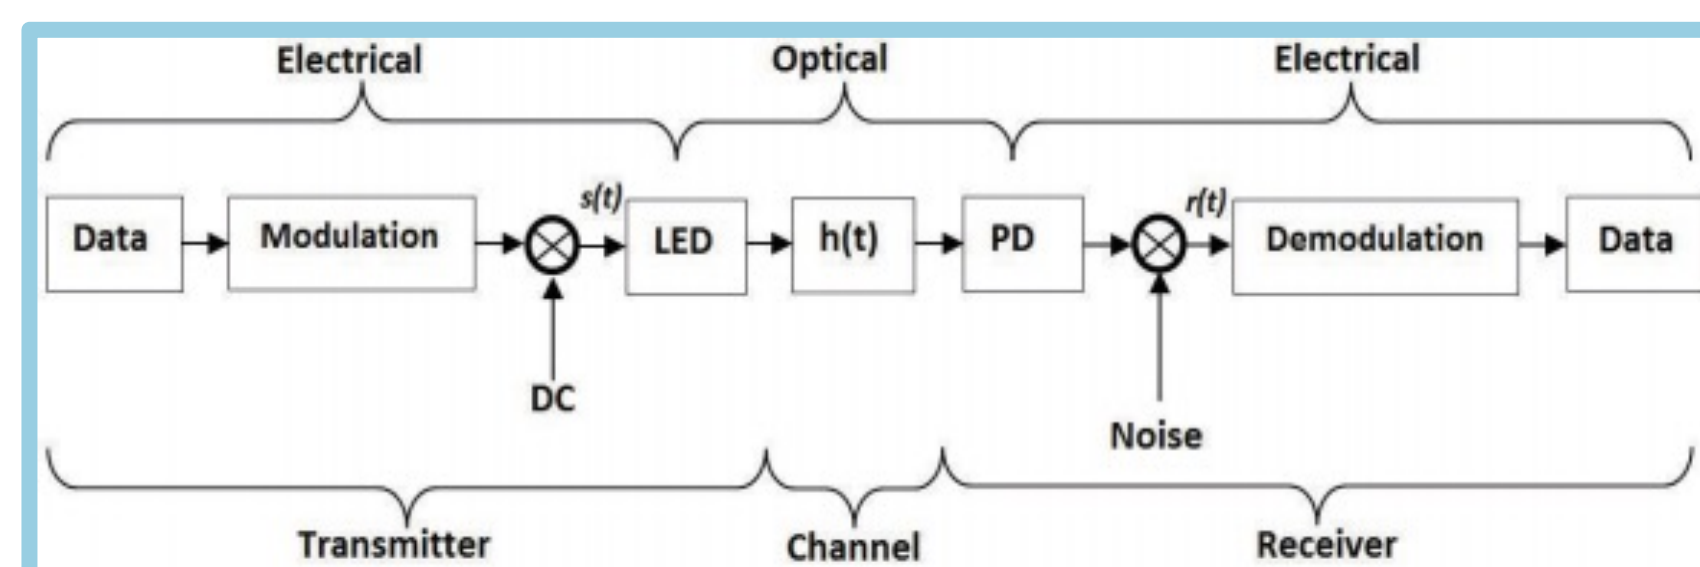 Electrical
Optical
Electrical
Data
Modulation
s(t)
LED
h(t)
PD
r(t)
Demodulation
Data
DC
Noise
Transmitter
Channel
Receiver